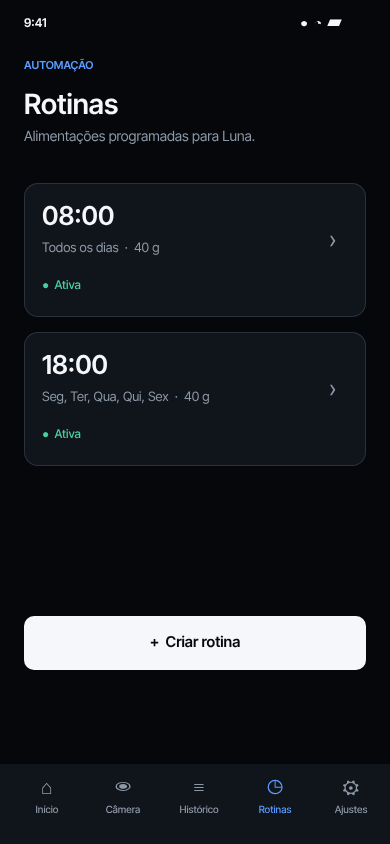 9:41
AUTOMAÇÃO
Rotinas
Alimentações programadas para Luna.
08:00
Todos os dias · 40 g
● Ativa
18:00
Seg, Ter, Qua, Qui, Sex · 40 g
● Ativa
+ Criar rotina
Início Câmera Histórico Rotinas Ajustes